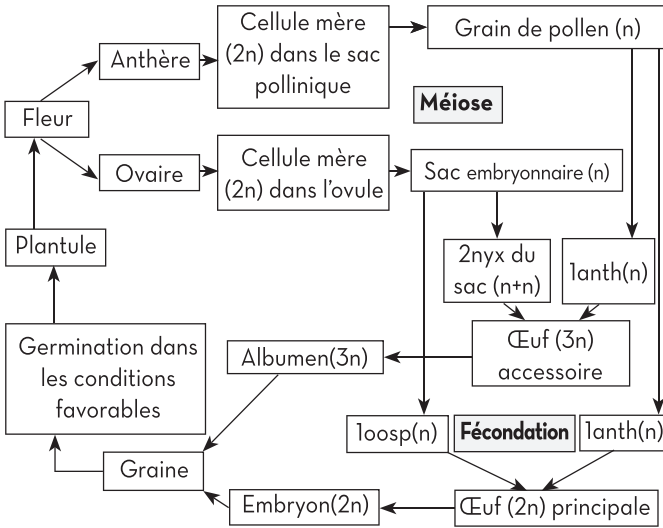 Cellule mère
(2n) dans le sac
pollinique
Grain de pollen (n)
Anthère
Méiose
Fleur
Cellule mère
(2n) dans l'ovule
Ovaire
Sac embryonnaire (n)
Plantule
2nyx du
sac (n+n)
1anth(n)
Œuf (3n)
accessoire
Germination dans
les conditions
favorables
Albumen(3n)
1oosp(n)
Fécondation
1anth(n)
Graine
Embryon(2n)
Œuf (2n) principale